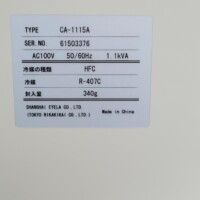 TYPE CA-1115A
SER.NO. 61503376
AC100V 50/60Hz 1.1kVA
冷媒の種類 HFC
冷媒 R-407C
封入量 340g
SHANGHAI EYELA CO.,LTD.
(TOKYO RIKAKIKAI CO.,LTD.) Made in China